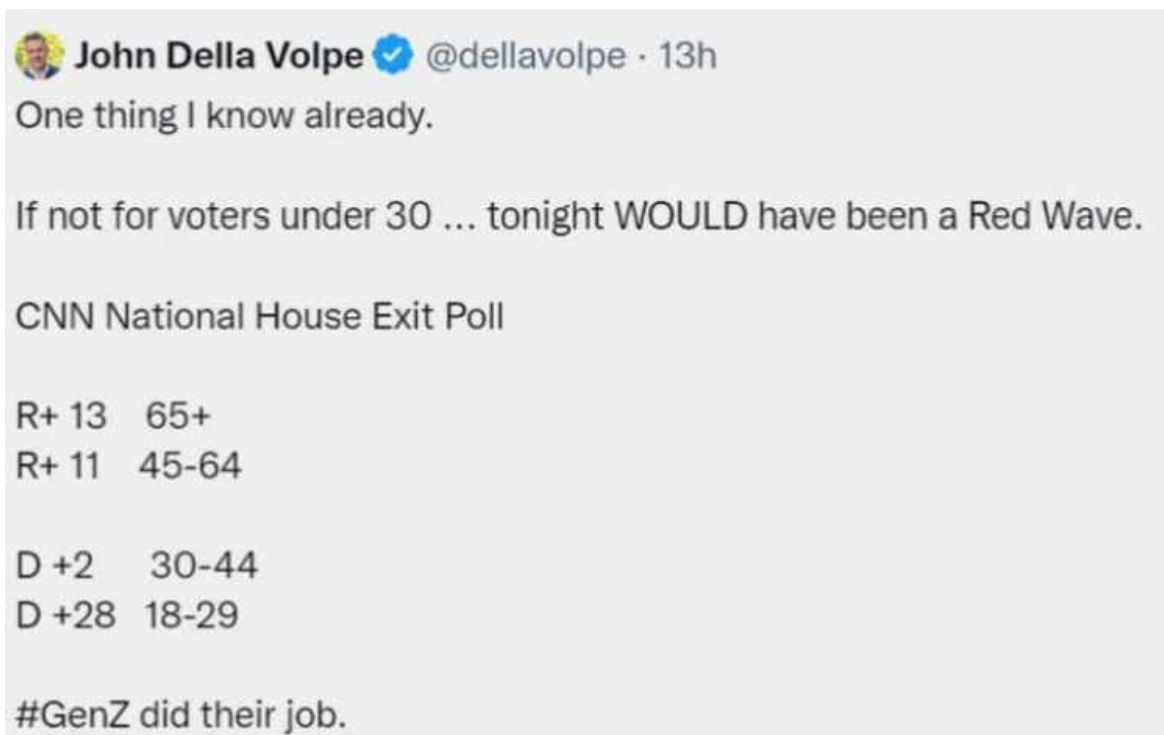 John Della Volpe @dellavolpe · 13h
One thing I know already.
If not for voters under 30 ... tonight WOULD have been a Red Wave.
CNN National House Exit Poll
R+ 13 65+
R+ 11 45-64
D +2 30-44
D +28 18-29
#GenZ did their job.